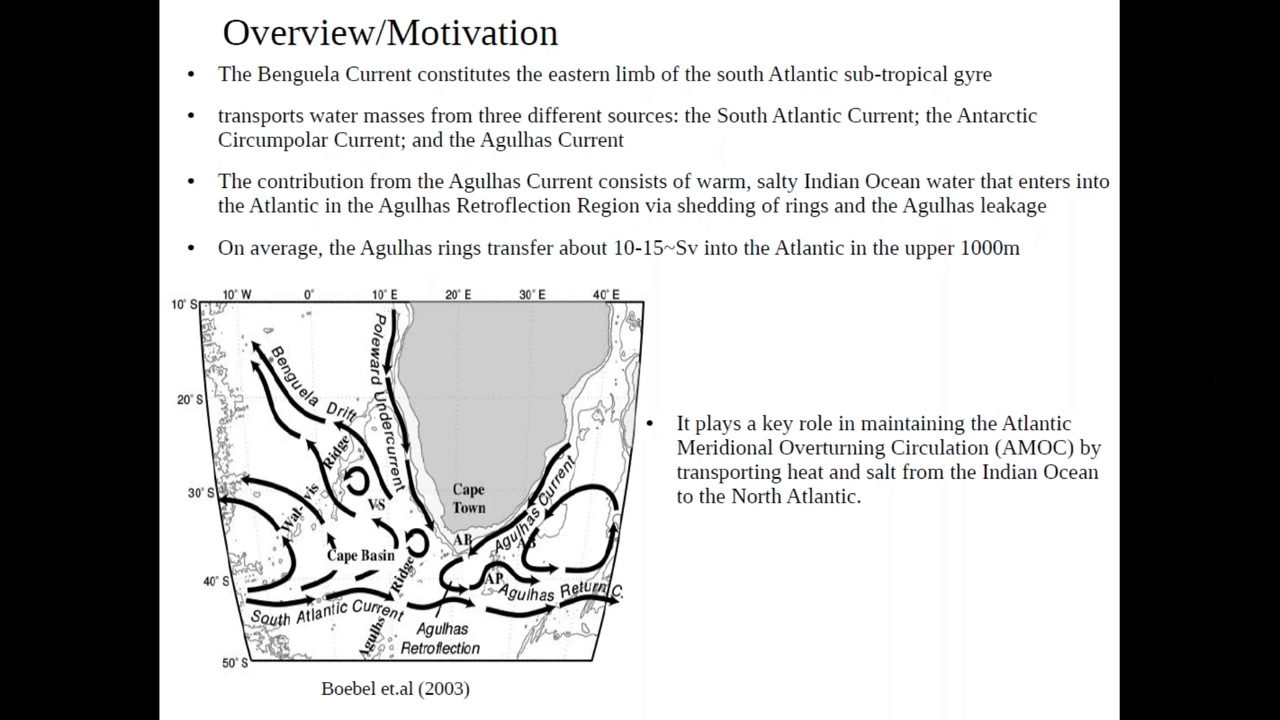 Overview/Motivation
• The Benguela Current constitutes the eastern limb of the south Atlantic sub-tropical gyre
• transports water masses from three different sources: the South Atlantic Current; the Antarctic
Circumpolar Current; and the Agulhas Current
• The contribution from the Agulhas Current consists of warm, salty Indian Ocean water that enters into
the Atlantic in the Agulhas Retroflection Region via shedding of rings and the Agulhas leakage
• On average, the Agulhas rings transfer about 10-15~Sv into the Atlantic in the upper 1000m
10° W 0° 10° E 20° E 30° E 40° E
10° S
20° S
30° S
40° S
50° S
Poleward Undercurrent
Benguela Drift
Wal-
vis
Ridge
VS
Cape
Town
Agulhas Current
AB
AB
Cape Basin
AP
Agulhas Return C.
South Atlantic Current
Agulhs
Ridge
Agulhas
Retroflection
Boebel et.al (2003)
• It plays a key role in maintaining the Atlantic
Meridional Overturning Circulation (AMOC) by
transporting heat and salt from the Indian Ocean
to the North Atlantic.